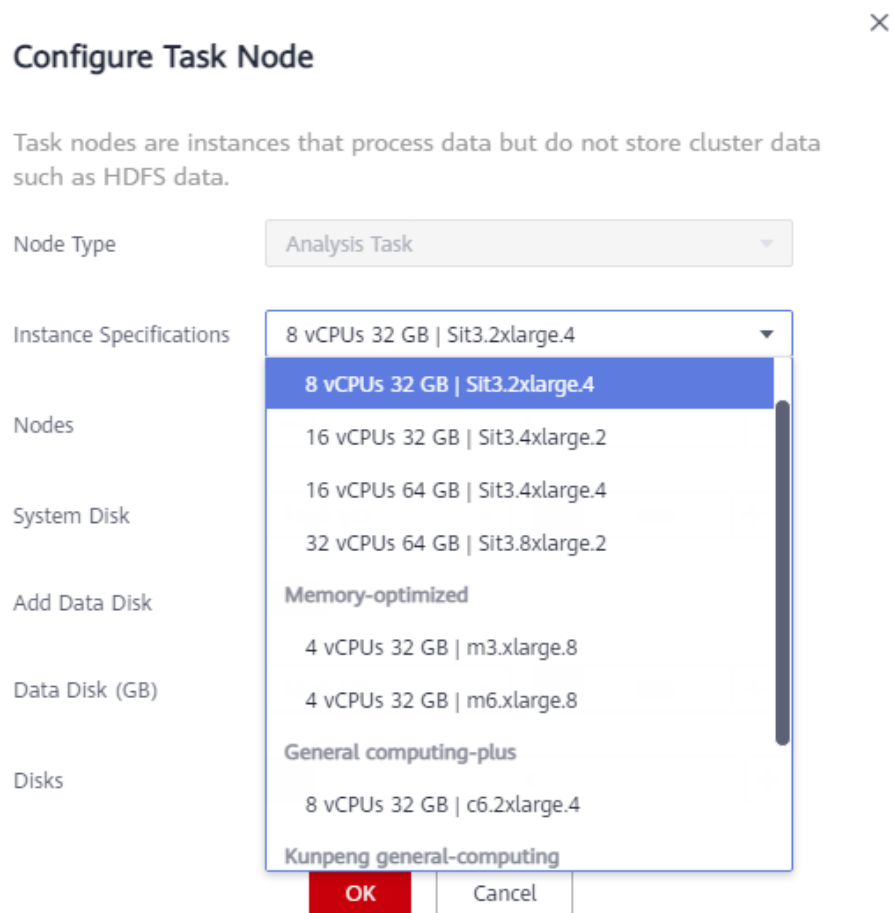 Configure Task Node
Task nodes are instances that process data but do not store cluster data
such as HDFS data.
Node Type
Analysis Task
Instance Specifications
8 vCPUs 32 GB | Sit3.2xlarge.4
8 vCPUs 32 GB | Sit3.2xlarge.4
Nodes
16 vCPUs 32 GB | Sit3.4xlarge.2
16 vCPUs 64 GB | Sit3.4xlarge.4
System Disk
32 vCPUs 64 GB | Sit3.8xlarge.2
Memory-optimized
Add Data Disk
4 vCPUs 32 GB | m3.xlarge.8
Data Disk (GB)
4 vCPUs 32 GB | m6.xlarge.8
General computing-plus
Disks
8 vCPUs 32 GB | c6.2xlarge.4
Kunpeng general-computing
OK
Cancel